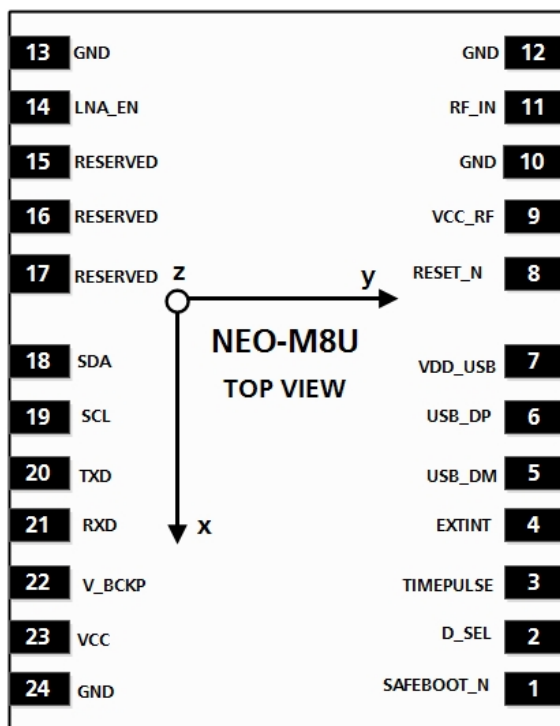 13 GND GND 12
14 LNA_EN RF_IN 11
15 RESERVED GND 10
16 RESERVED VCC_RF 9
17 RESERVED z y RESET_N 8
NEO-M8U
18 SDA TOP VIEW VDD_USB 7
19 SCL USB_DP 6
20 TXD USB_DM 5
21 RXD x EXTINT 4
22 V_BCKP TIMEPULSE 3
23 VCC D_SEL 2
24 GND SAFEBOOT_N 1